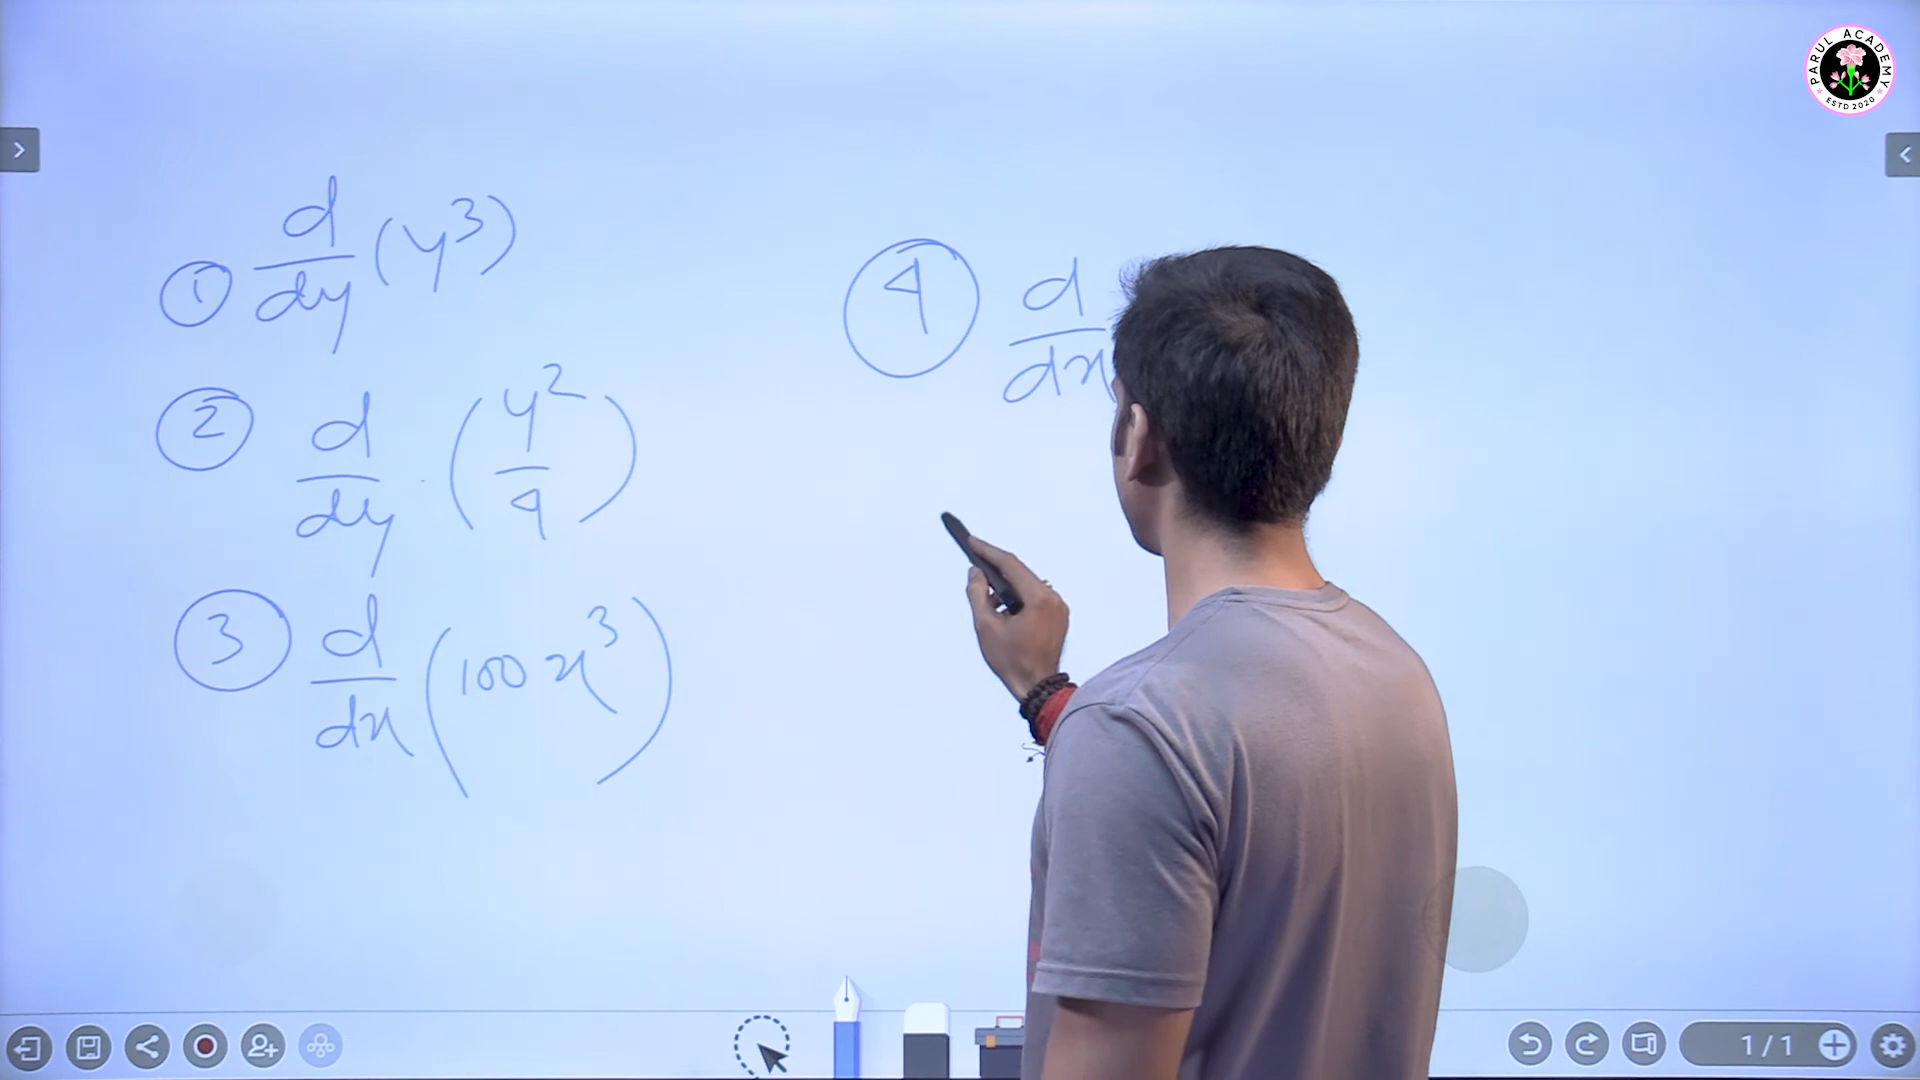 ① d/dy (y³)
② d/dy · (y²/4)
③ d/dx (100x³)
④ d/dx
PARUL ACADEMY
ESTD 2020
1/1